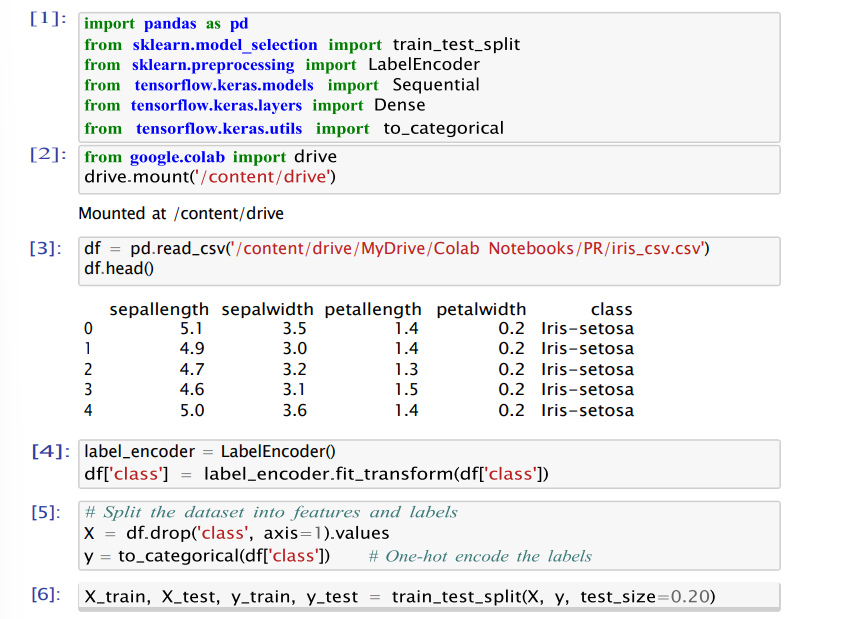 [1]: import pandas as pd
from sklearn.model_selection import train_test_split
from sklearn.preprocessing import LabelEncoder
from tensorflow.keras.models import Sequential
from tensorflow.keras.layers import Dense
from tensorflow.keras.utils import to_categorical
[2]: from google.colab import drive
drive.mount('/content/drive')
Mounted at /content/drive
[3]: df = pd.read_csv('/content/drive/MyDrive/Colab Notebooks/PR/iris_csv.csv')
df.head()
sepallength sepalwidth petallength petalwidth class
0 5.1 3.5 1.4 0.2 Iris-setosa
1 4.9 3.0 1.4 0.2 Iris-setosa
2 4.7 3.2 1.3 0.2 Iris-setosa
3 4.6 3.1 1.5 0.2 Iris-setosa
4 5.0 3.6 1.4 0.2 Iris-setosa
[4]: label_encoder = LabelEncoder()
df['class'] = label_encoder.fit_transform(df['class'])
[5]: # Split the dataset into features and labels
X = df.drop('class', axis=1).values
y = to_categorical(df['class']) # One-hot encode the labels
[6]: X_train, X_test, y_train, y_test = train_test_split(X, y, test_size=0.20)